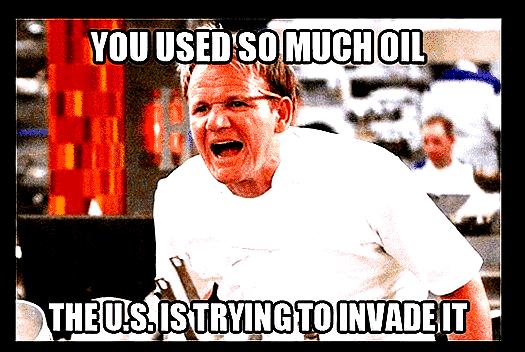 YOU USED SO MUCH OIL
THE U.S. IS TRYING TO INVADE IT